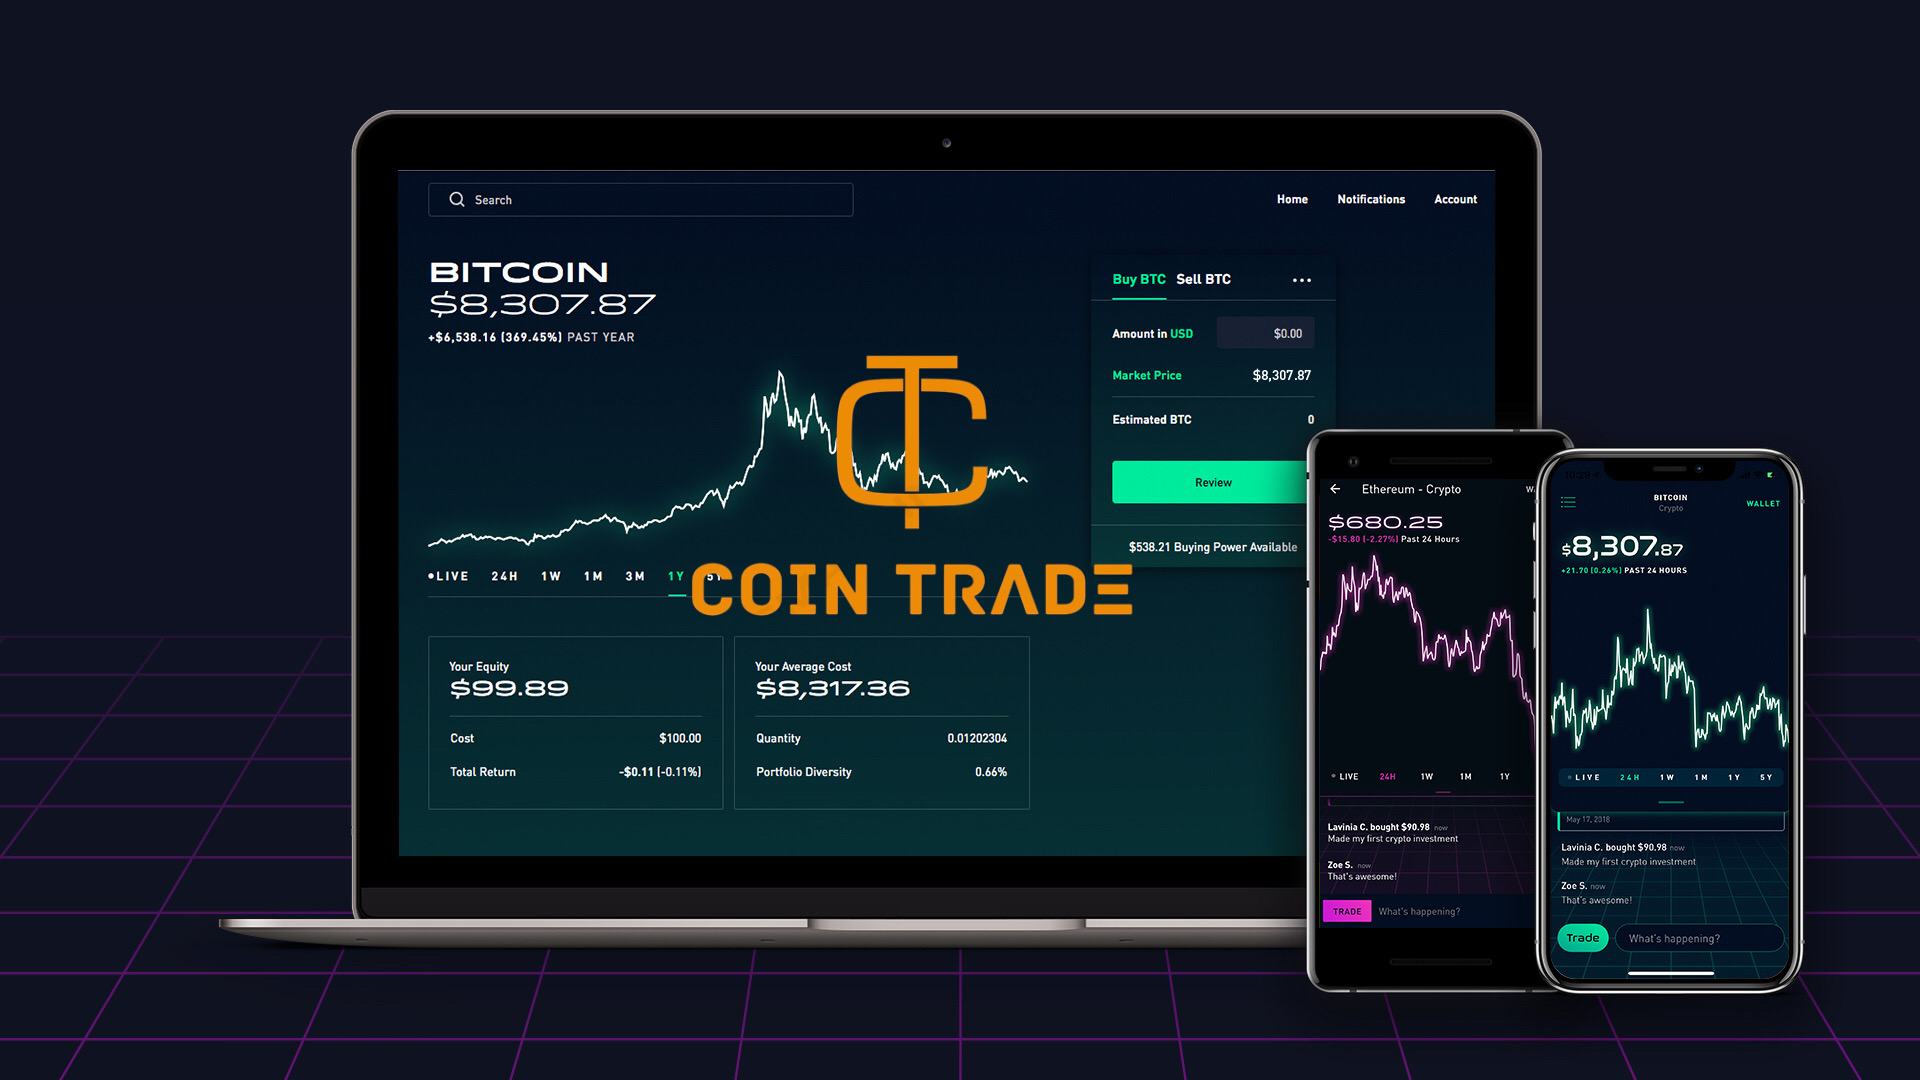 Search
Home Notifications Account
BITCOIN
$8,307.87
+$6,538.16 (369.45%) PAST YEAR
Buy BTC Sell BTC
Amount in USD $0.00
Market Price $8,307.87
Estimated BTC 0
Review
$538.21 Buying Power Available
LIVE 24H 1W 1M 3M 1Y 5Y
COIN TRADE
Your Equity
$99.89
Cost $100.00
Total Return -$0.11 (-0.11%)
Your Average Cost
$8,317.36
Quantity 0.01202304
Portfolio Diversity 0.66%
Ethereum - Crypto
$680.25
-$15.80 (-2.27%) Past 24 Hours
LIVE 24H 1W 1M 1Y
Lavinia C. bought $90.98 now
Made my first crypto investment
Zoe S. now
That's awesome!
TRADE What's happening?
BITCOIN
Crypto
WALLET
$8,307.87
+21.70 (0.26%) PAST 24 HOURS
LIVE 24H 1W 1M 1Y 5Y
May 17, 2018
Lavinia C. bought $90.98 now
Made my first crypto investment
Zoe S. now
That's awesome!
Trade What's happening?